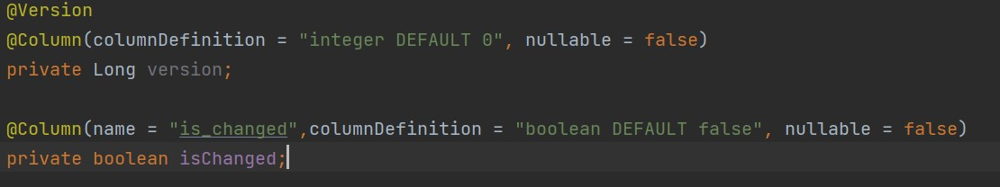 @Version
@Column(columnDefinition = "integer DEFAULT 0", nullable = false)
private Long version;
@Column(name = "is_changed",columnDefinition = "boolean DEFAULT false", nullable = false)
private boolean isChanged;